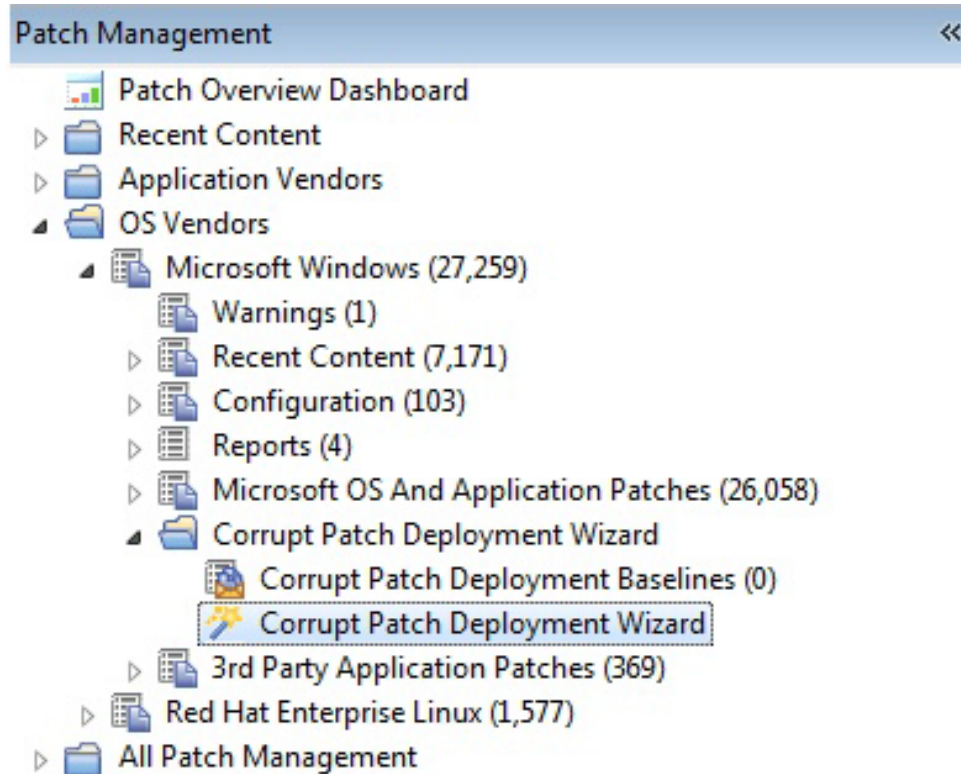 Patch Management
Patch Overview Dashboard
Recent Content
Application Vendors
OS Vendors
Microsoft Windows (27,259)
Warnings (1)
Recent Content (7,171)
Configuration (103)
Reports (4)
Microsoft OS And Application Patches (26,058)
Corrupt Patch Deployment Wizard
Corrupt Patch Deployment Baselines (0)
Corrupt Patch Deployment Wizard
3rd Party Application Patches (369)
Red Hat Enterprise Linux (1,577)
All Patch Management